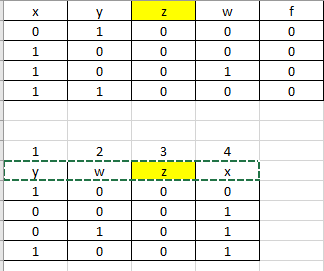 x y z w f
0 1 0 0 0
1 0 0 0 0
1 0 0 1 0
1 1 0 0 0
1 2 3 4
y w z x
1 0 0 0
0 0 0 1
0 1 0 1
1 0 0 1